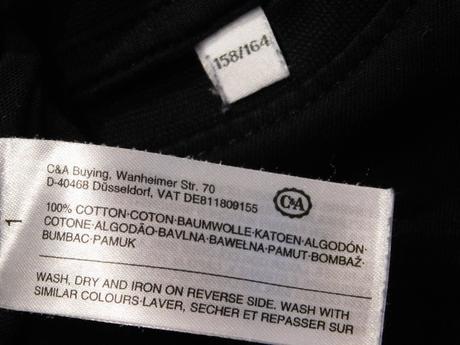 158/164
C&A Buying, Wanheimer Str. 70
D-40468 Düsseldorf, VAT DE811809155
C&A
100% COTTON·COTON·BAUMWOLLE·KATOEN·ALGODÓN·
COTONE·ALGODÃO·BAVLNA·BAWEŁNA·PAMUT·BOMBAŽ·
BUMBAC·PAMUK
WASH, DRY AND IRON ON REVERSE SIDE. WASH WITH
SIMILAR COLOURS·LAVER, SECHER ET REPASSER SUR
1